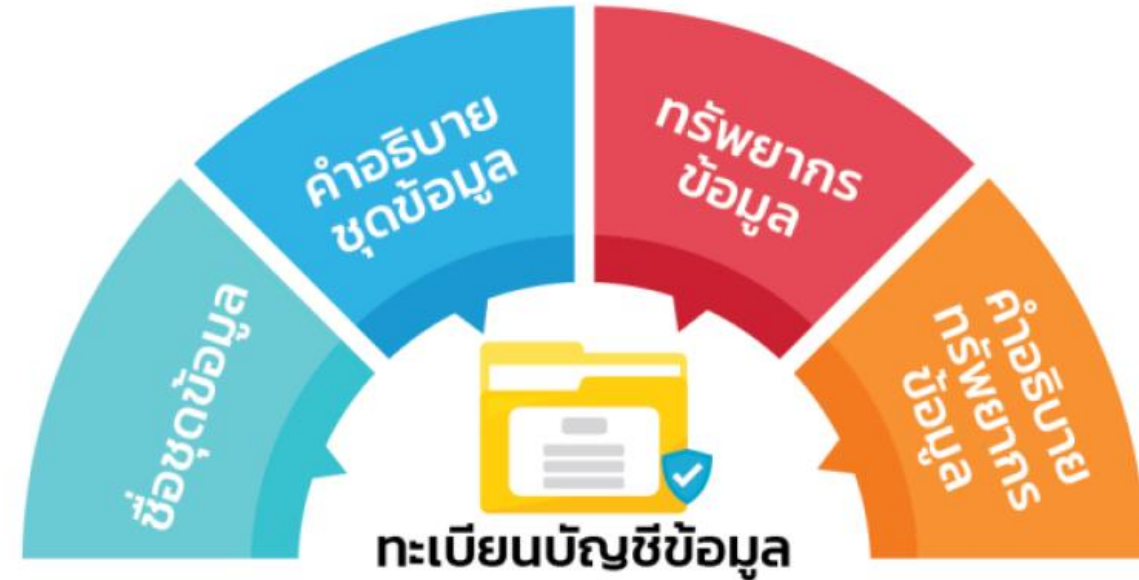 ชื่อชุดข้อมูล
คำอธิบาย
ชุดข้อมูล
ทรัพยากร
ข้อมูล
คำอธิบาย
ทรัพยากร
ข้อมูล
ทะเบียนบัญชีข้อมูล